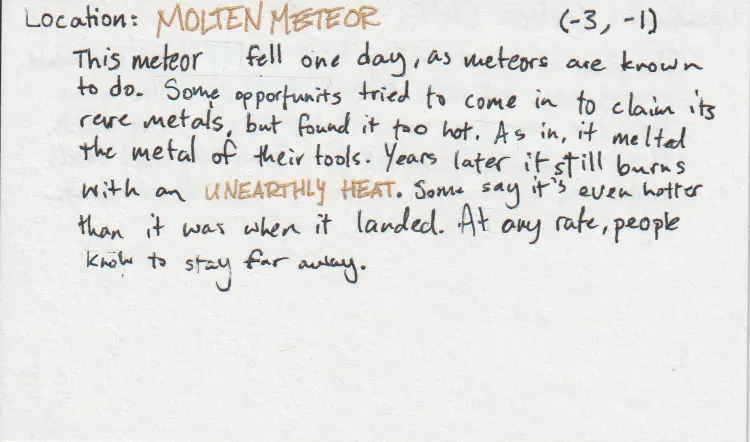 Location: MOLTEN METEOR (-3, -1)
This meteor fell one day, as meteors are known
to do. Some opportunits tried to come in to claim its
rare metals, but found it too hot. As in, it melted
the metal of their tools. Years later it still burns
with an UNEARTHLY HEAT. Some say it's even hotter
than it was when it landed. At any rate, people
know to stay far away.